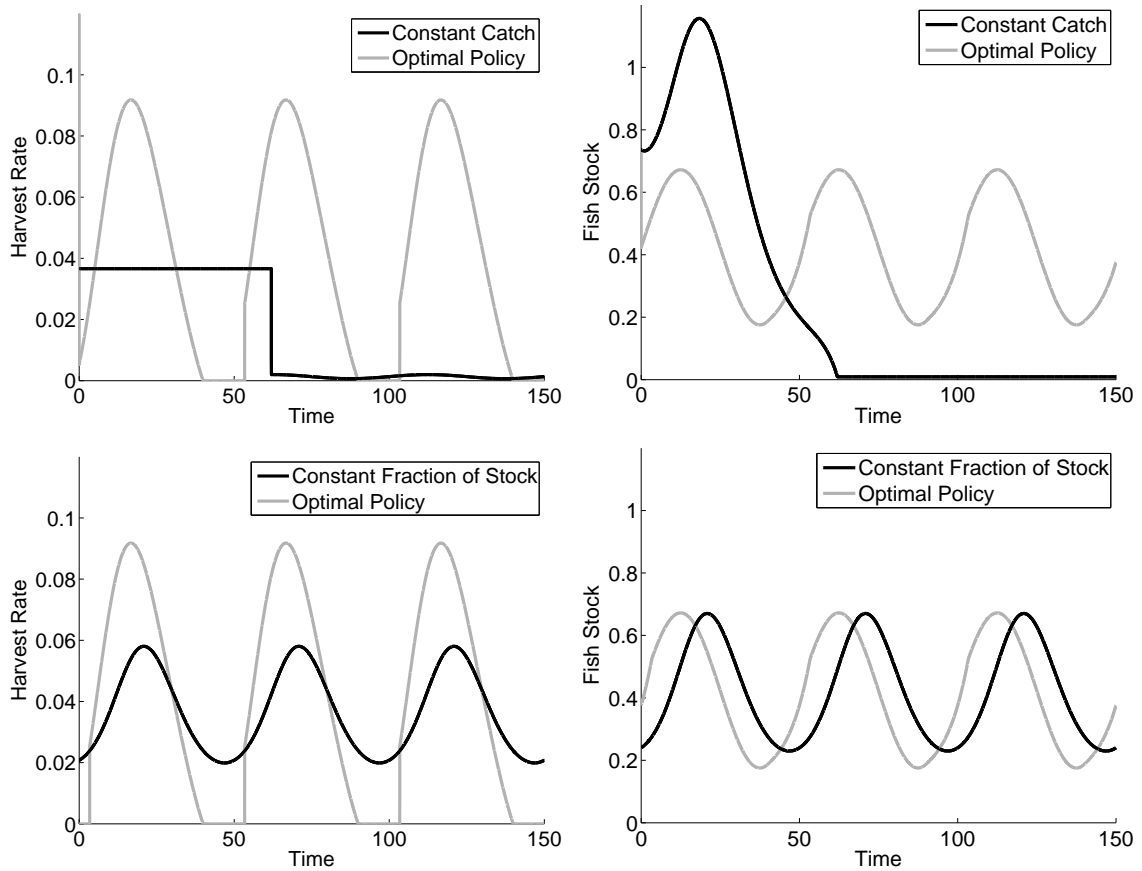 Constant Catch
Optimal Policy
0.1
0.08
0.06
0.04
0.02
0
Harvest Rate
0
50
100
150
Time
Constant Catch
Optimal Policy
1
0.8
0.6
0.4
0.2
0
Fish Stock
0
50
100
150
Time
Constant Fraction of Stock
Optimal Policy
0.1
0.08
0.06
0.04
0.02
0
Harvest Rate
0
50
100
150
Time
Constant Fraction of Stock
Optimal Policy
1
0.8
0.6
0.4
0.2
0
Fish Stock
0
50
100
150
Time